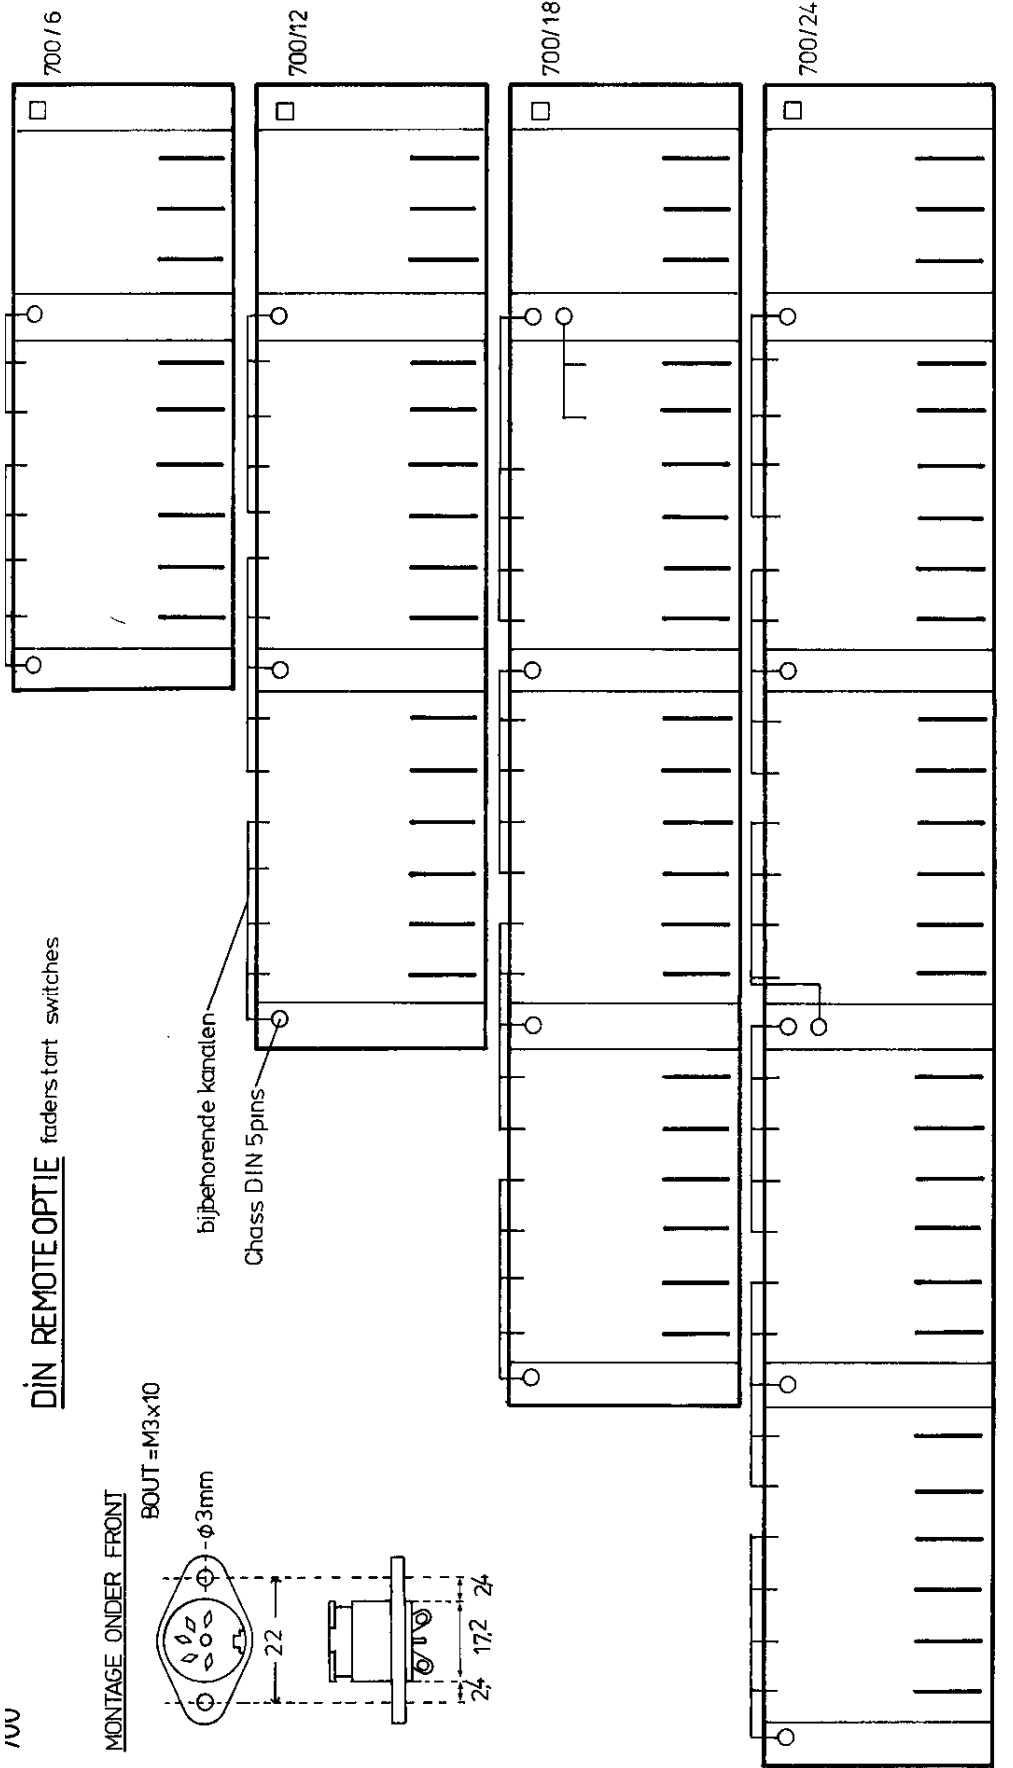 700
DIN REMOTE OPTIE faderstart switches
MONTAGE ONDER FRONT
BOUT = M3x10
ϕ3mm
22
2,4 17,2 2,4
bijbehorende kanalen
Chass DIN 5pins
700/6
700/12
700/18
700/24